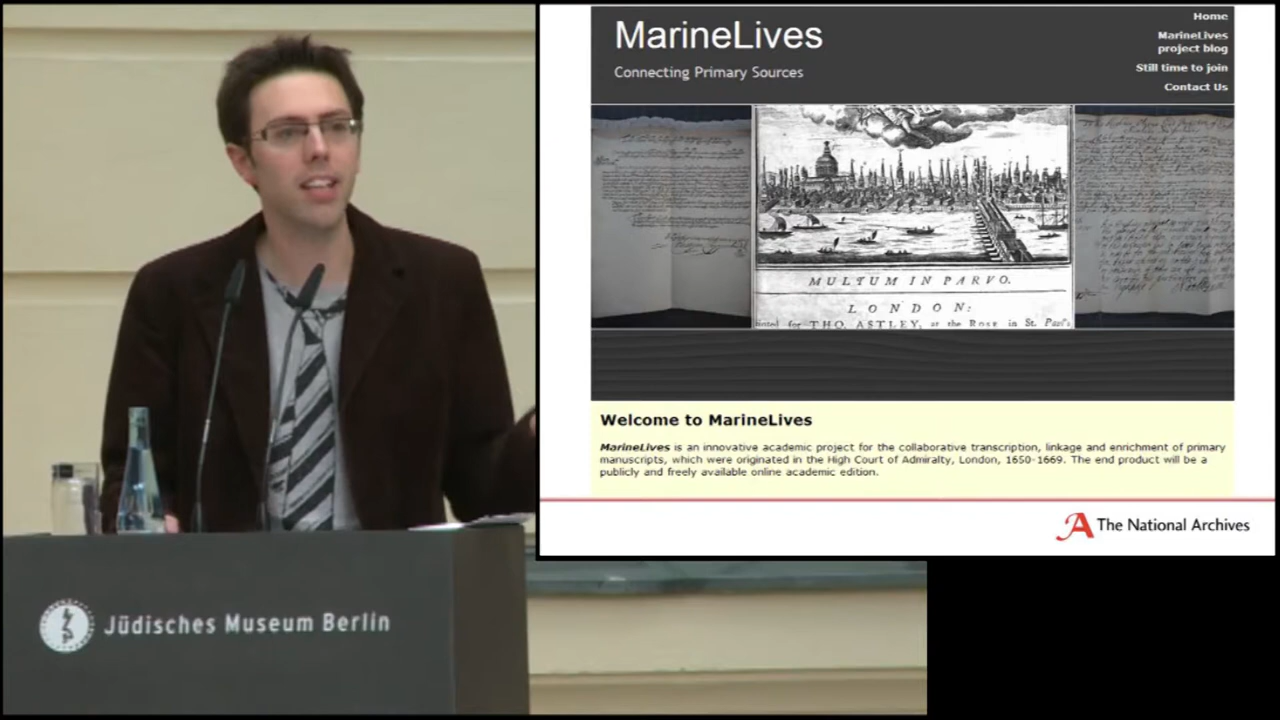 MarineLives
Connecting Primary Sources
Home
MarineLives
project blog
Still time to join
Contact Us
MULTUM IN PARVO.
LONDON:
for THO. ASTLEY, at the Rose in St. Paul's
Welcome to MarineLives
MarineLives is an innovative academic project for the collaborative transcription, linkage and enrichment of primary
manuscripts, which were originated in the High Court of Admiralty, London, 1650-1669. The end product will be a
publicly and freely available online academic edition.
The National Archives
Jüdisches Museum Berlin